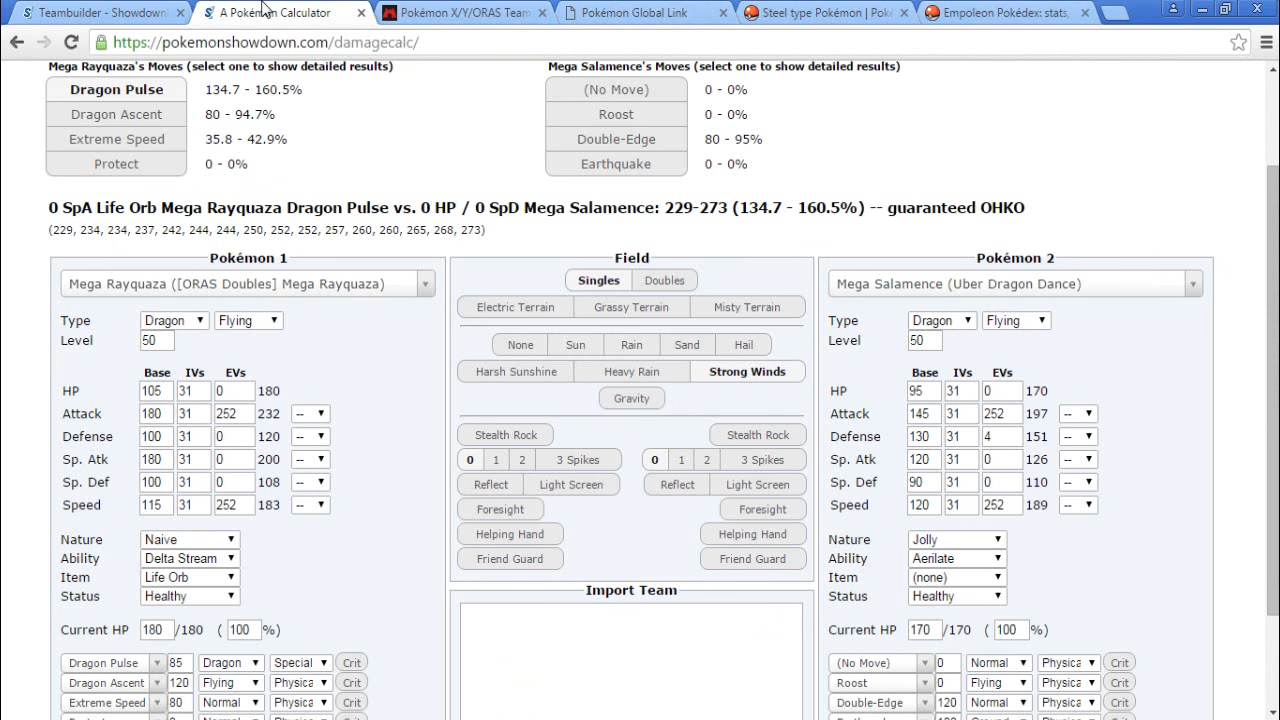 Teambuilder - Showdown! A Pokémon Calculator Pokémon X/Y/ORAS Team Pokémon Global Link Steel type Pokémon | Pok Empoleon Pokédex: stats,
https://pokemonshowdown.com/damagecalc/
Mega Rayquaza's Moves (select one to show detailed results) Mega Salamence's Moves (select one to show detailed results)
Dragon Pulse 134.7 - 160.5% (No Move) 0 - 0%
Dragon Ascent 80 - 94.7% Roost 0 - 0%
Extreme Speed 35.8 - 42.9% Double-Edge 80 - 95%
Protect 0 - 0% Earthquake 0 - 0%
0 SpA Life Orb Mega Rayquaza Dragon Pulse vs. 0 HP / 0 SpD Mega Salamence: 229-273 (134.7 - 160.5%) -- guaranteed OHKO
(229, 234, 234, 237, 242, 244, 244, 250, 252, 252, 257, 260, 260, 265, 268, 273)
Pokémon 1 Field Pokémon 2
Mega Rayquaza ([ORAS Doubles] Mega Rayquaza) Singles Doubles Mega Salamence (Uber Dragon Dance)
Electric Terrain Grassy Terrain Misty Terrain
Type Dragon Flying Type Dragon Flying
Level 50 None Sun Rain Sand Hail Level 50
Base IVs EVs Harsh Sunshine Heavy Rain Strong Winds Base IVs EVs
HP 105 31 0 180 Gravity HP 95 31 0 170
Attack 180 31 252 232 -- Attack 145 31 252 197 --
Defense 100 31 0 120 -- Stealth Rock Stealth Rock Defense 130 31 4 151 --
Sp. Atk 180 31 0 200 -- 0 1 2 3 Spikes 0 1 2 3 Spikes Sp. Atk 120 31 0 126 --
Sp. Def 100 31 0 108 -- Reflect Light Screen Reflect Light Screen Sp. Def 90 31 0 110 --
Speed 115 31 252 183 -- Foresight Foresight Speed 120 31 252 189 --
Nature Naive Helping Hand Helping Hand Nature Jolly
Ability Delta Stream Friend Guard Friend Guard Ability Aerilate
Item Life Orb Item (none)
Status Healthy Import Team Status Healthy
Current HP 180 /180 ( 100 %) Current HP 170 /170 ( 100 %)
Dragon Pulse 85 Dragon Special Crit (No Move) 0 Normal Physica Crit
Dragon Ascent 120 Flying Physica Crit Roost 0 Flying Physica Crit
Extreme Speed 80 Normal Physica Crit Double-Edge 120 Normal Physica Crit